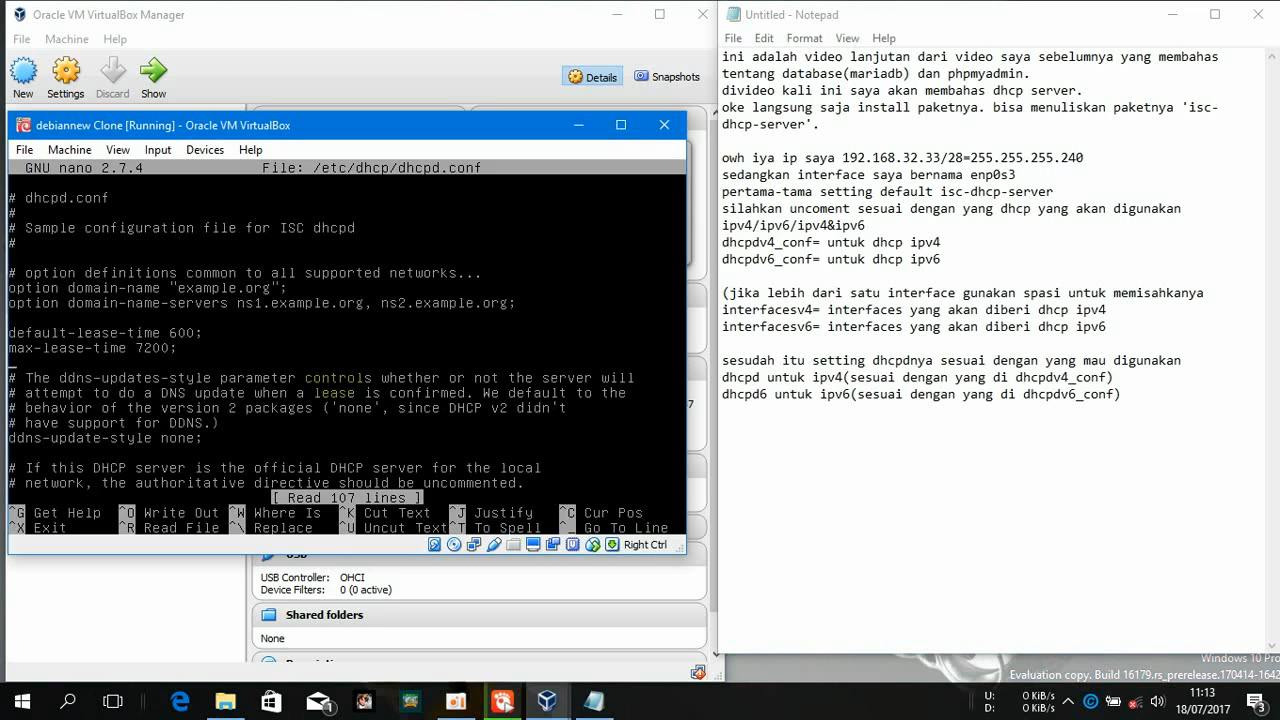 Oracle VM VirtualBox Manager
File Machine Help
New Settings Discard Show
Details Snapshots
debiannew Clone [Running] - Oracle VM VirtualBox
File Machine View Input Devices Help
GNU nano 2.7.4 File: /etc/dhcp/dhcpd.conf
# dhcpd.conf
#
# Sample configuration file for ISC dhcpd
#
# option definitions common to all supported networks...
option domain-name "example.org";
option domain-name-servers ns1.example.org, ns2.example.org;
default-lease-time 600;
max-lease-time 7200;
# The ddns-updates-style parameter controls whether or not the server will
# attempt to do a DNS update when a lease is confirmed. We default to the
# behavior of the version 2 packages ('none', since DHCP v2 didn't
# have support for DDNS.)
ddns-update-style none;
# If this DHCP server is the official DHCP server for the local
# network, the authoritative directive should be uncommented.
[ Read 107 lines ]
^G Get Help ^O Write Out ^W Where Is ^K Cut Text ^J Justify ^C Cur Pos
^X Exit ^R Read File ^\ Replace ^U Uncut Text ^T To Spell ^_ Go To Line
Right Ctrl
7
USB Controller: OHCI
Device Filters: 0 (0 active)
Shared folders
None
Untitled - Notepad
File Edit Format View Help
ini adalah video lanjutan dari video saya sebelumnya yang membahas
tentang database(mariadb) dan phpmyadmin.
divideo kali ini saya akan membahas dhcp server.
oke langsung saja install paketnya. bisa menuliskan paketnya 'isc-
dhcp-server'.
owh iya ip saya 192.168.32.33/28=255.255.255.240
sedangkan interface saya bernama enp0s3
pertama-tama setting default isc-dhcp-server
silahkan uncoment sesuai dengan yang dhcp yang akan digunakan
ipv4/ipv6/ipv4&ipv6
dhcpdv4_conf= untuk dhcp ipv4
dhcpdv6_conf= untuk dhcp ipv6
(jika lebih dari satu interface gunakan spasi untuk memisahkanya
interfacesv4= interfaces yang akan diberi dhcp ipv4
interfacesv6= interfaces yang akan diberi dhcp ipv6
sesudah itu setting dhcpdnya sesuai dengan yang mau digunakan
dhcpd untuk ipv4(sesuai dengan yang di dhcpdv4_conf)
dhcpd6 untuk ipv6(sesuai dengan yang di dhcpdv6_conf)
Windows 10 Pro
Evaluation copy. Build 16179.rs_prerelease.170414-1642
U: 0 KiB/s
D: 0 KiB/s
11:13
18/07/2017
1
3